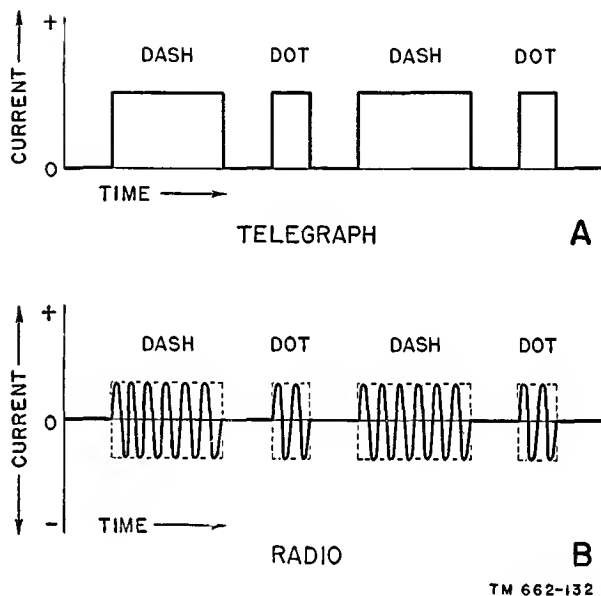 +
DASH DOT DASH DOT
CURRENT
0
TIME
TELEGRAPH A
+
DASH DOT DASH DOT
CURRENT
0
-
TIME
RADIO B
TM 662-132